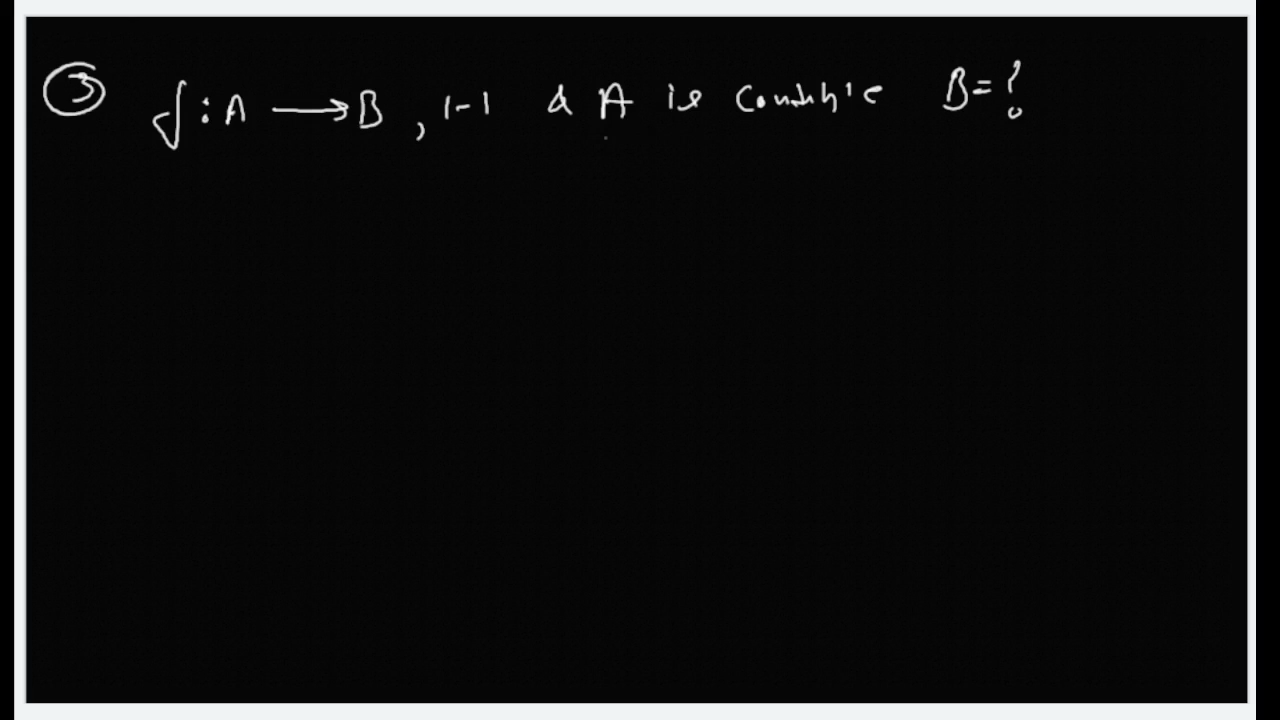 ③ f : A ⟶ B , 1-1 & A is countable B = ?